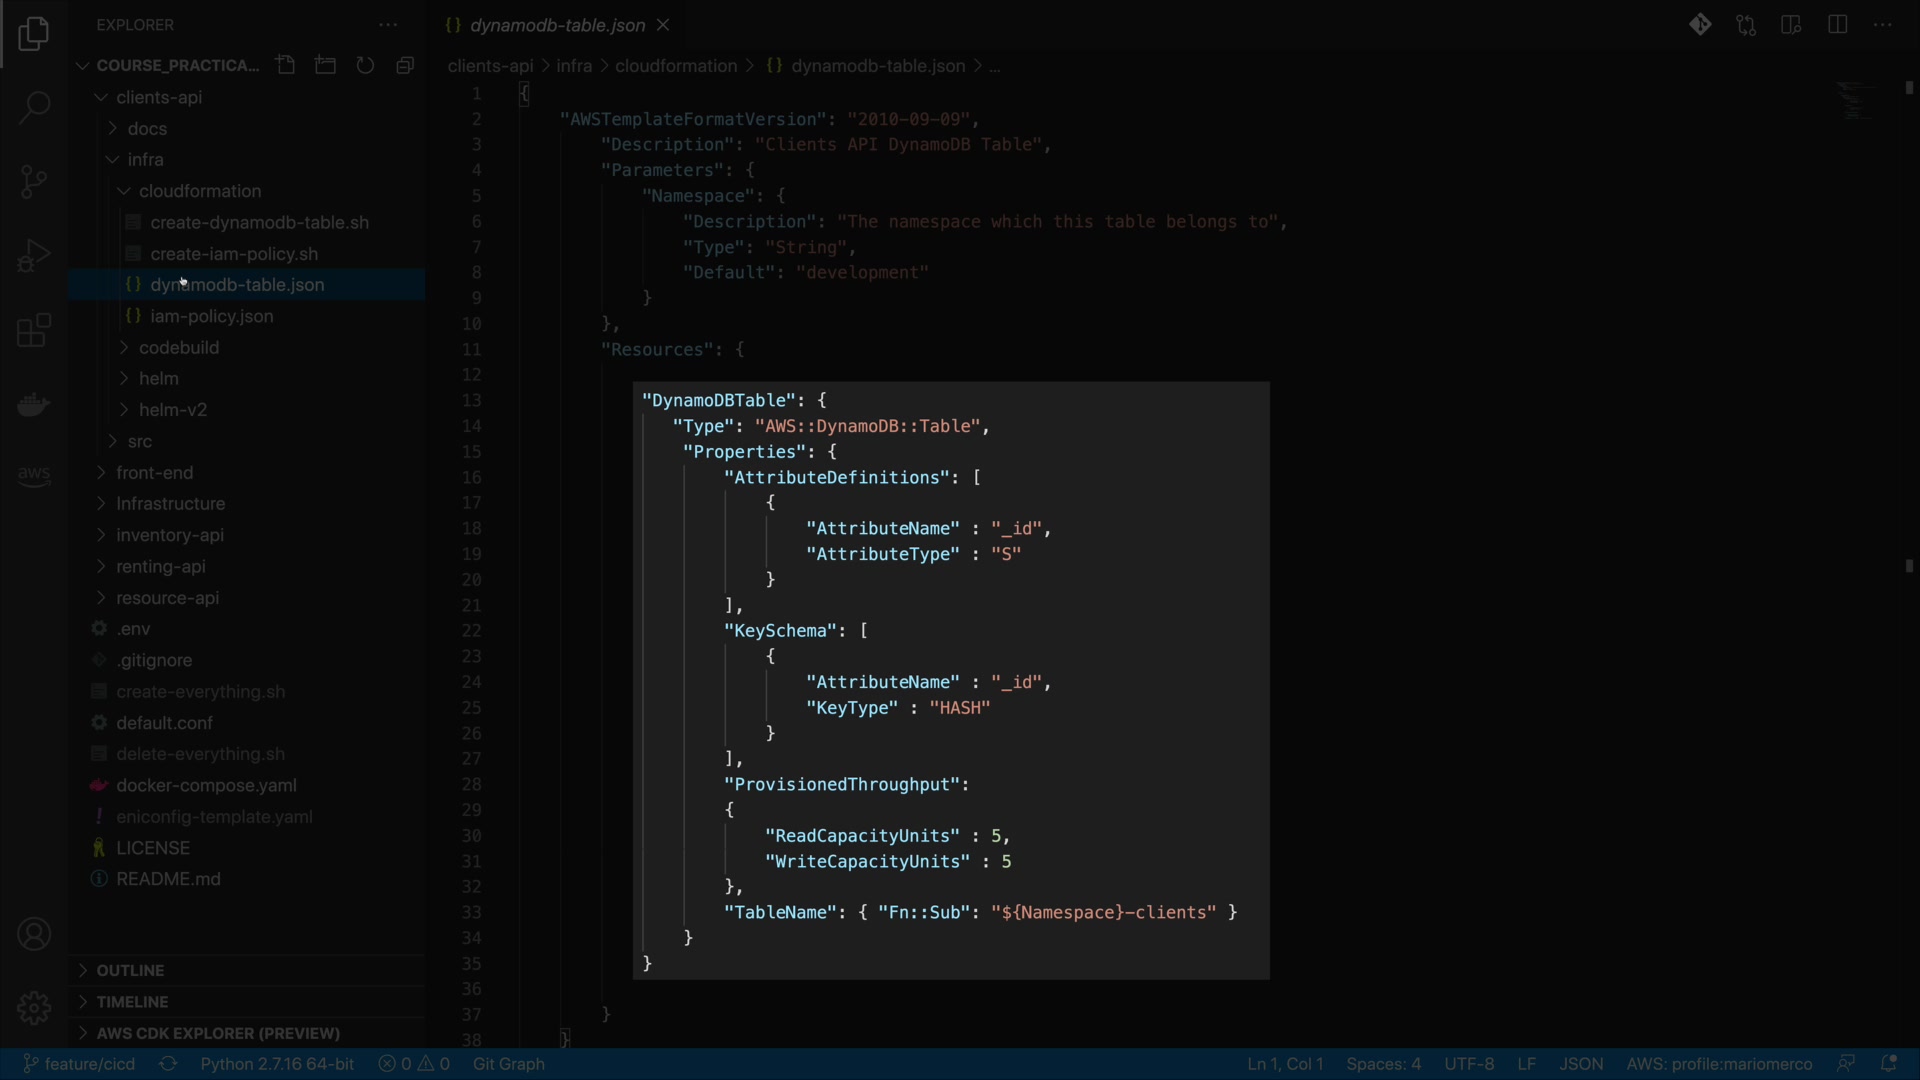 EXPLORER
COURSE_PRACTICA...
clients-api
docs
infra
cloudformation
create-dynamodb-table.sh
create-iam-policy.sh
dynamodb-table.json
iam-policy.json
codebuild
helm
helm-v2
src
front-end
Infrastructure
inventory-api
renting-api
resource-api
.env
.gitignore
create-everything.sh
default.conf
delete-everything.sh
docker-compose.yaml
eniconfig-template.yaml
LICENSE
README.md
OUTLINE
TIMELINE
AWS CDK EXPLORER (PREVIEW)
aws
{} dynamodb-table.json
clients-api > infra > cloudformation > {} dynamodb-table.json > ...
1 {
2 "AWSTemplateFormatVersion": "2010-09-09",
3 "Description": "Clients API DynamoDB Table",
4 "Parameters": {
5 "Namespace": {
6 "Description": "The namespace which this table belongs to",
7 "Type": "String",
8 "Default": "development"
9 }
10 },
11 "Resources": {
12
13 "DynamoDBTable": {
14 "Type": "AWS::DynamoDB::Table",
15 "Properties": {
16 "AttributeDefinitions": [
17 {
18 "AttributeName" : "_id",
19 "AttributeType" : "S"
20 }
21 ],
22 "KeySchema": [
23 {
24 "AttributeName" : "_id",
25 "KeyType" : "HASH"
26 }
27 ],
28 "ProvisionedThroughput":
29 {
30 "ReadCapacityUnits" : 5,
31 "WriteCapacityUnits" : 5
32 },
33 "TableName": { "Fn::Sub": "${Namespace}-clients" }
34 }
35 }
36
37 }
38 }
feature/cicd Python 2.7.16 64-bit 0 0 Git Graph Ln 1, Col 1 Spaces: 4 UTF-8 LF JSON AWS: profile:mariomerco